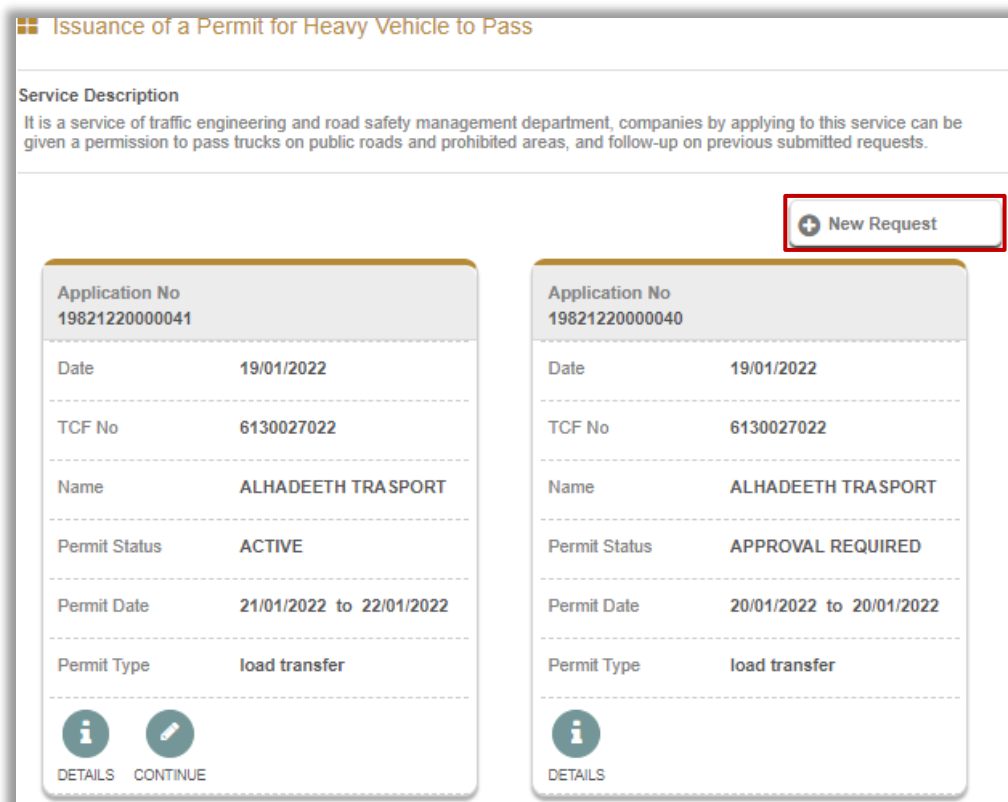 Issuance of a Permit for Heavy Vehicle to Pass
Service Description
It is a service of traffic engineering and road safety management department, companies by applying to this service can be
given a permission to pass trucks on public roads and prohibited areas, and follow-up on previous submitted requests.
New Request
Application No
19821220000041
Date 19/01/2022
TCF No 6130027022
Name ALHADEETH TRASPORT
Permit Status ACTIVE
Permit Date 21/01/2022 to 22/01/2022
Permit Type load transfer
DETAILS CONTINUE
Application No
19821220000040
Date 19/01/2022
TCF No 6130027022
Name ALHADEETH TRASPORT
Permit Status APPROVAL REQUIRED
Permit Date 20/01/2022 to 20/01/2022
Permit Type load transfer
DETAILS